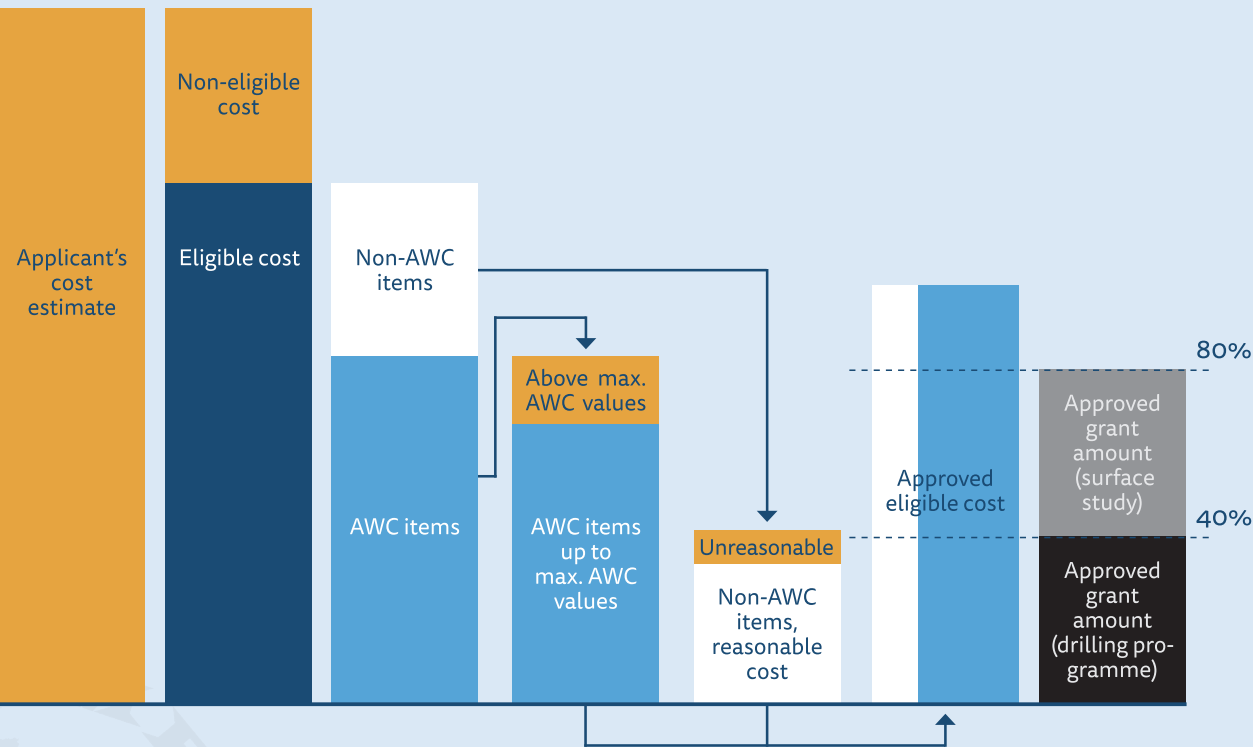 Applicant's
cost
estimate
Non-eligible
cost
Eligible cost
Non-AWC
items
AWC items
Above max.
AWC values
AWC items
up to
max. AWC
values
Unreasonable
Non-AWC
items,
reasonable
cost
Approved
eligible cost
80%
Approved
grant
amount
(surface
study)
40%
Approved
grant
amount
(drilling pro-
gramme)